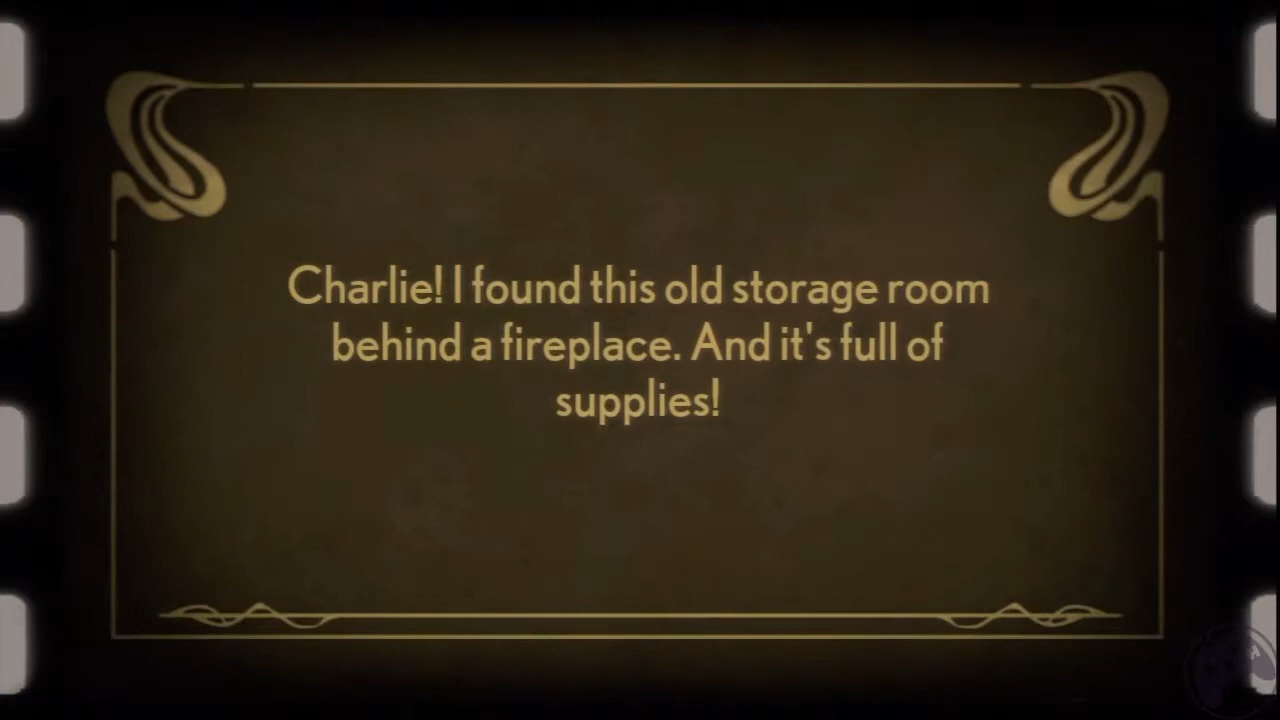 Charlie! I found this old storage room
behind a fireplace. And it's full of
supplies!